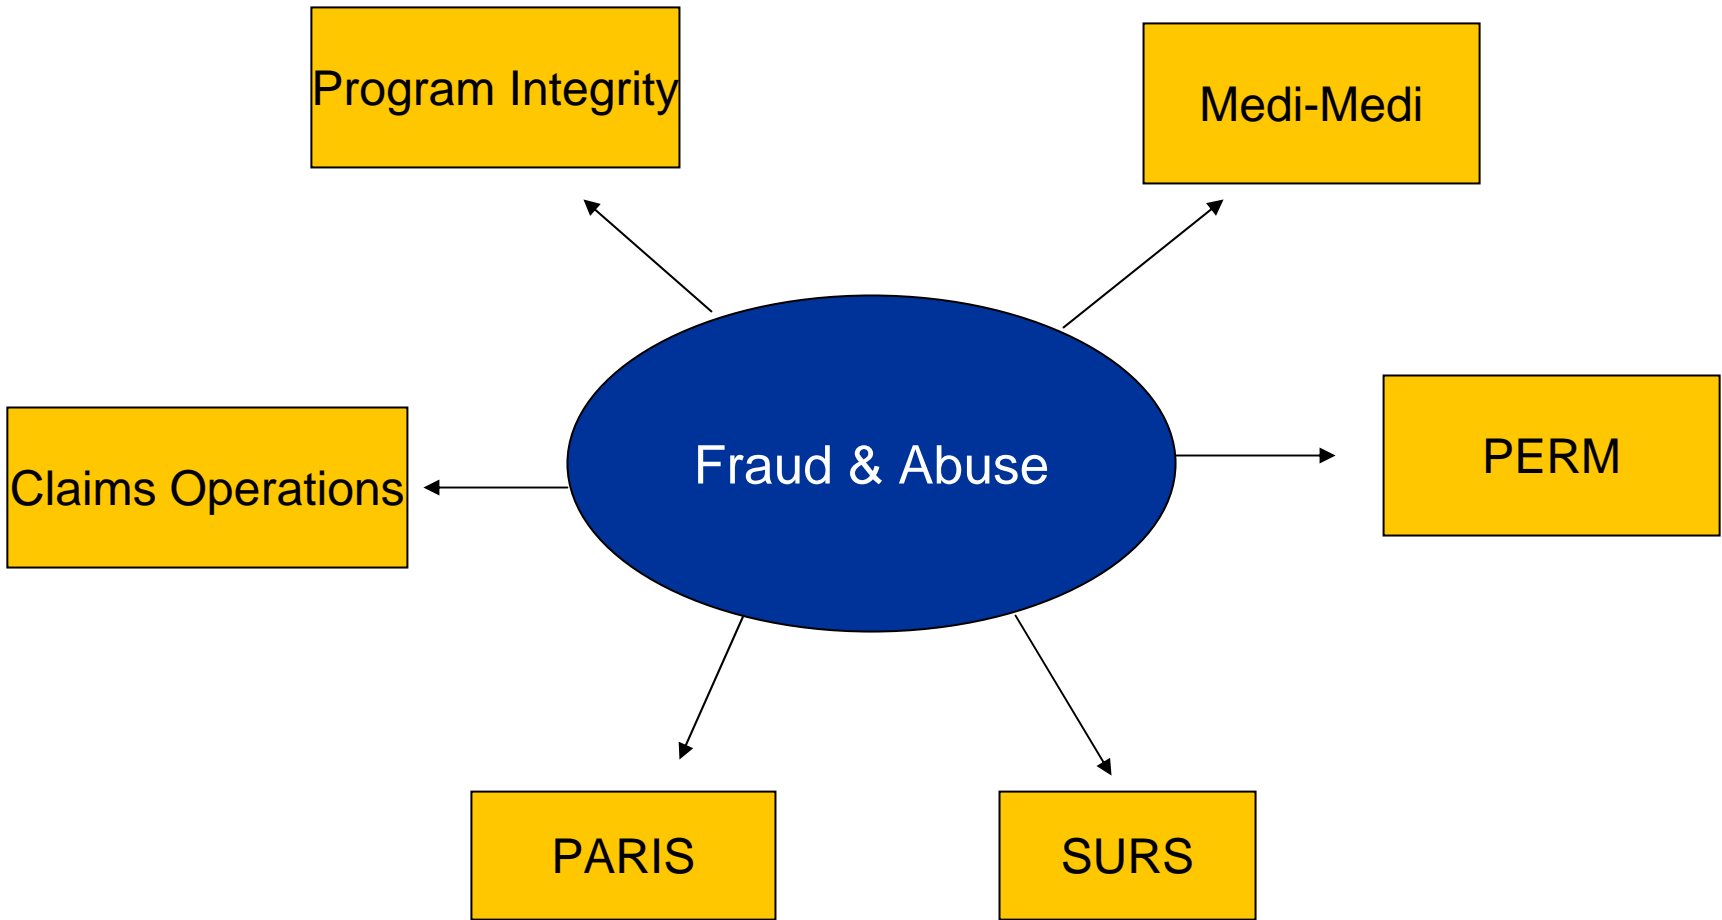 Program Integrity
Medi-Medi
Fraud & Abuse
PERM
Claims Operations
PARIS
SURS